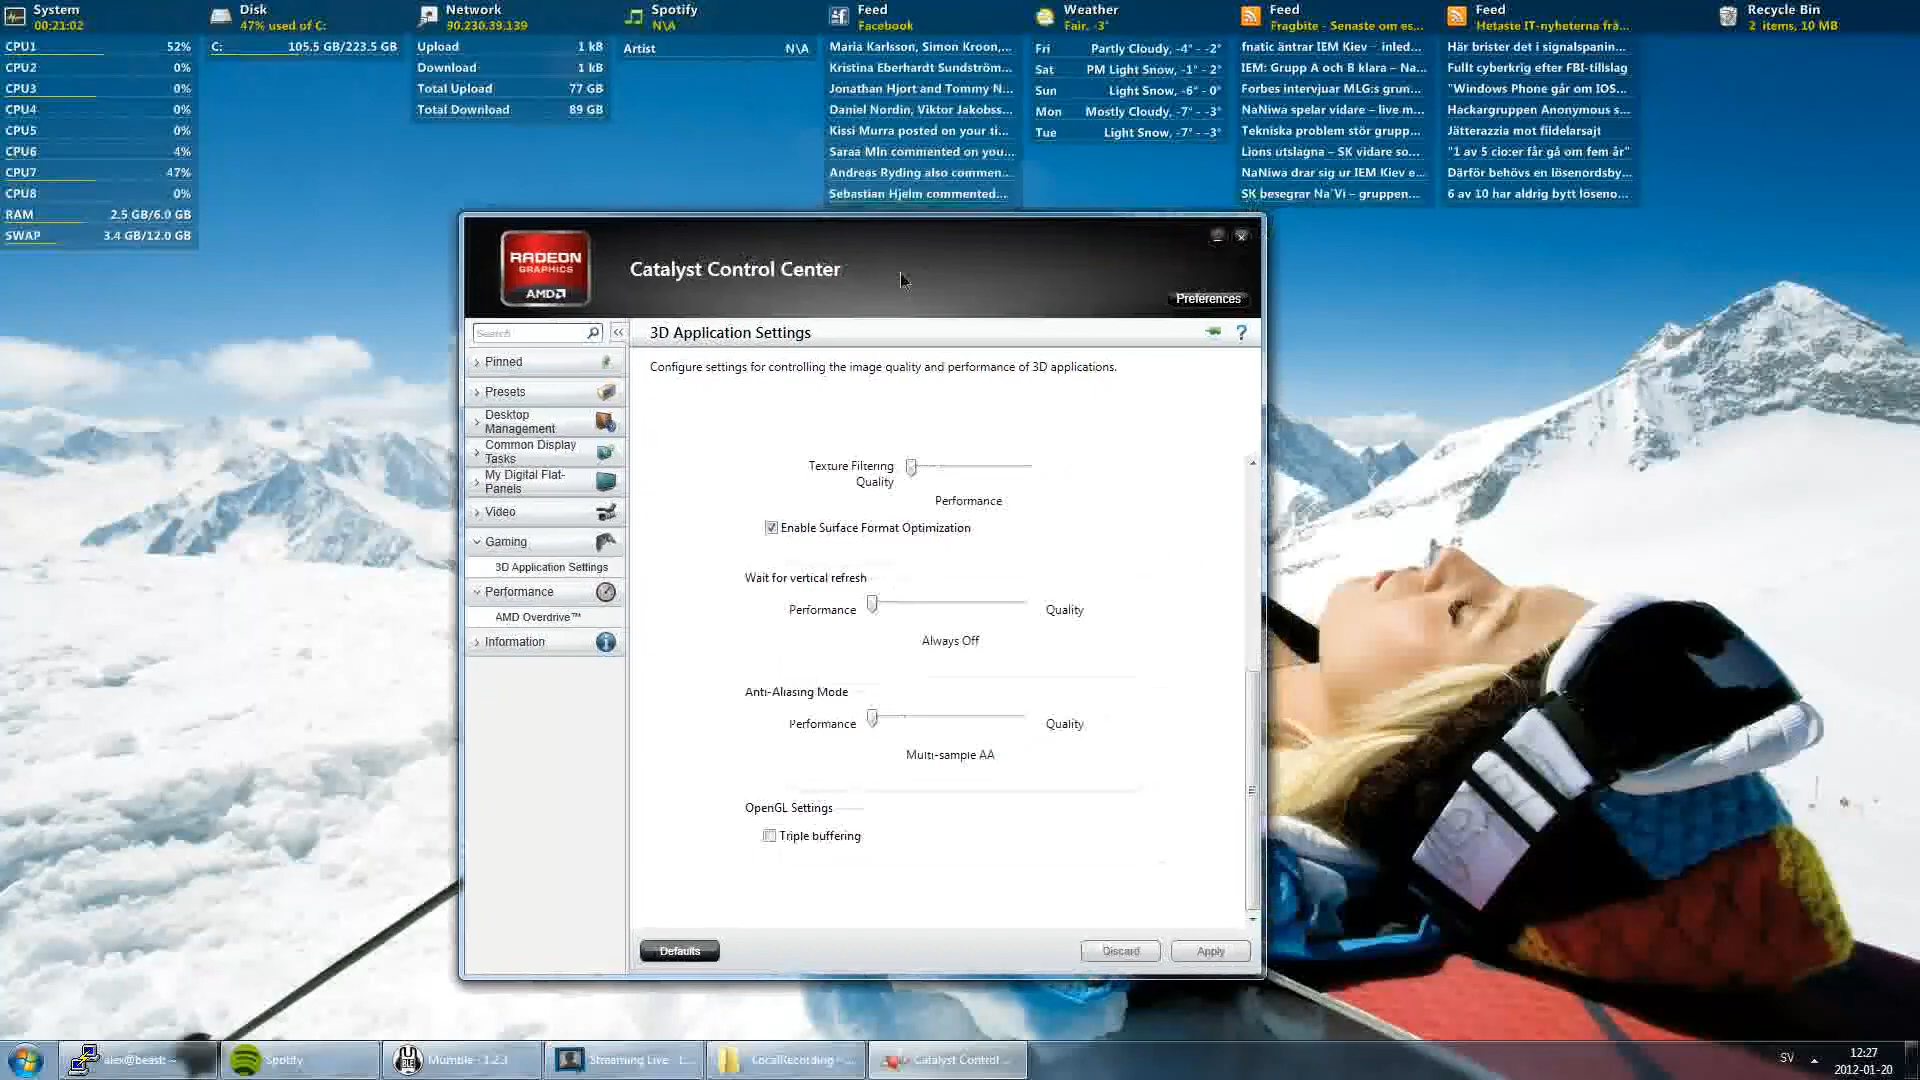 System
00:21:02
CPU1 52%
CPU2 0%
CPU3 0%
CPU4 0%
CPU5 0%
CPU6 4%
CPU7 47%
CPU8 0%
RAM 2.5 GB/6.0 GB
SWAP 3.4 GB/12.0 GB
Disk
47% used of C:
C: 105.5 GB/223.5 GB
Network
90.230.39.139
Upload 1 kB
Download 1 kB
Total Upload 77 GB
Total Download 89 GB
Spotify
N\A
Artist N\A
Feed
Facebook
Maria Karlsson, Simon Kroon,...
Kristina Eberhardt Sundström...
Jonathan Hjort and Tommy N...
Daniel Nordin, Viktor Jakobss...
Kissi Murra posted on your ti...
Saraa Mln commented on you...
Andreas Ryding also commen...
Sebastian Hjelm commented...
Weather
Fair, -3°
Fri Partly Cloudy, -4° - -2°
Sat PM Light Snow, -1° - 2°
Sun Light Snow, -6° - 0°
Mon Mostly Cloudy, -7° - -3°
Tue Light Snow, -7° - -3°
Feed
Fragbite - Senaste om es...
fnatic äntrar IEM Kiev – inled...
IEM: Grupp A och B klara – Na...
Forbes intervjuar MLG:s grun...
NaNiwa spelar vidare – live m...
Tekniska problem stör grupp...
Lions utslagna – SK vidare so...
NaNiwa drar sig ur IEM Kiev e...
SK besegrar Na`Vi – gruppen...
Feed
Hetaste IT-nyheterna frå...
Här brister det i signalspanin...
Fullt cyberkrig efter FBI-tillslag
"Windows Phone går om IOS...
Hackargruppen Anonymous s...
Jätterazzia mot fildelarsajt
"1 av 5 cio:er får gå om fem år"
Därför behövs en lösenordsby...
6 av 10 har aldrig bytt löseno...
Recycle Bin
2 items, 10 MB
RADEON
GRAPHICS
AMD
Catalyst Control Center
Preferences
Search
Pinned
Presets
Desktop
Management
Common Display
Tasks
My Digital Flat-
Panels
Video
Gaming
3D Application Settings
Performance
AMD Overdrive™
Information
3D Application Settings
Configure settings for controlling the image quality and performance of 3D applications.
Texture Filtering
Quality
Performance
Enable Surface Format Optimization
Wait for vertical refresh
Performance Quality
Always Off
Anti-Aliasing Mode
Performance Quality
Multi-sample AA
OpenGL Settings
Triple buffering
Defaults
Discard
Apply
alex@beast: ~
Spotify
Mumble - 1.2.3
Streaming Live - L...
LocalRecording - ...
Catalyst Control ...
SV
12:27
2012-01-20